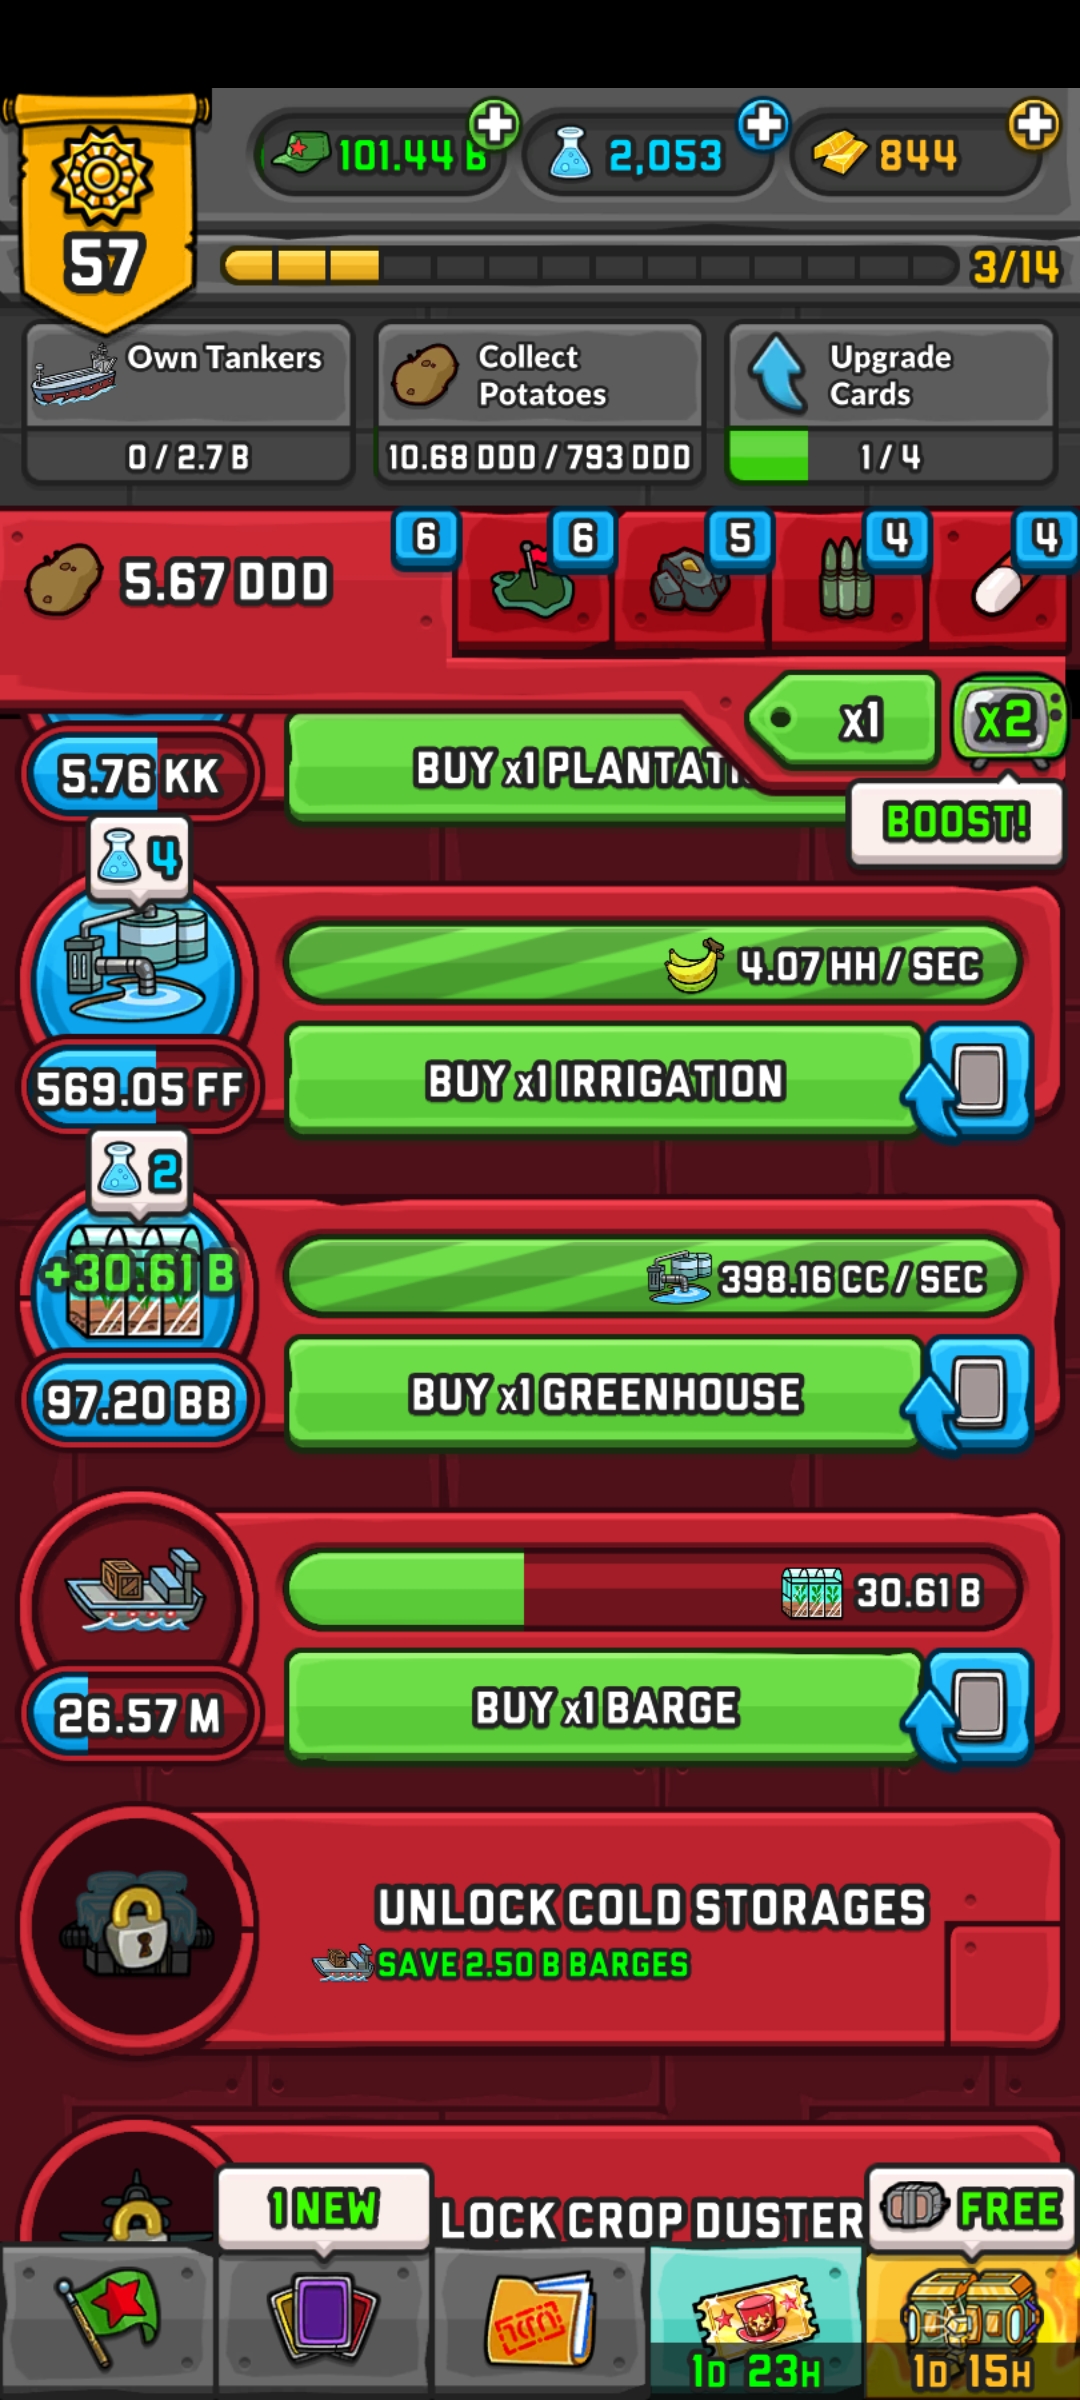 57
101.44 B
2,053
844
3/14
Own Tankers
0 / 2.7 B
Collect
Potatoes
10.68 DDD / 793 DDD
Upgrade
Cards
1 / 4
5.67 DDD
6
6
5
4
4
x1
x2
BOOST!
5.76 KK
BUY x1 PLANTATI
4
4.07 HH / SEC
569.05 FF
BUY x1 IRRIGATION
2
+30.61 B
398.16 CC / SEC
97.20 BB
BUY x1 GREENHOUSE
30.61 B
26.57 M
BUY x1 BARGE
UNLOCK COLD STORAGES
SAVE 2.50 B BARGES
LOCK CROP DUSTER
1 NEW
FREE
1D 23H
1D 15H